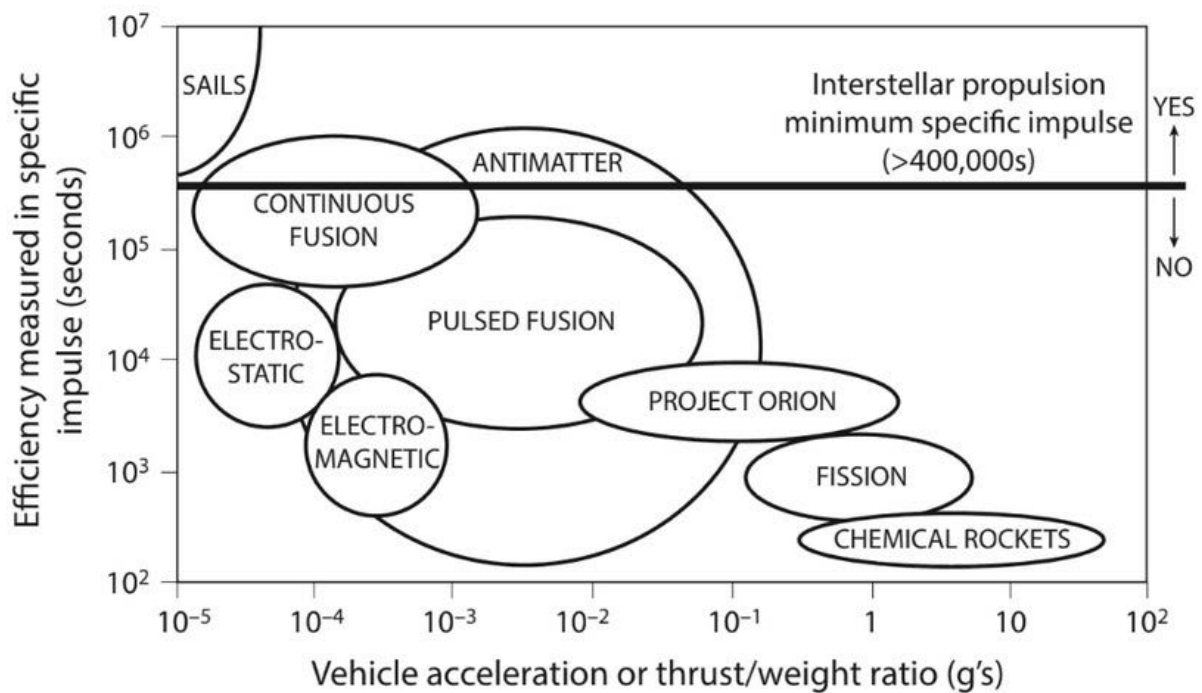 Efficiency measured in specific
impulse (seconds)
10⁷
10⁶
10⁵
10⁴
10³
10²
SAILS
Interstellar propulsion
minimum specific impulse
(>400,000s)
YES
NO
ANTIMATTER
CONTINUOUS
FUSION
PULSED FUSION
ELECTRO-
STATIC
ELECTRO-
MAGNETIC
PROJECT ORION
FISSION
CHEMICAL ROCKETS
10⁻⁵ 10⁻⁴ 10⁻³ 10⁻² 10⁻¹ 1 10 10²
Vehicle acceleration or thrust/weight ratio (g's)